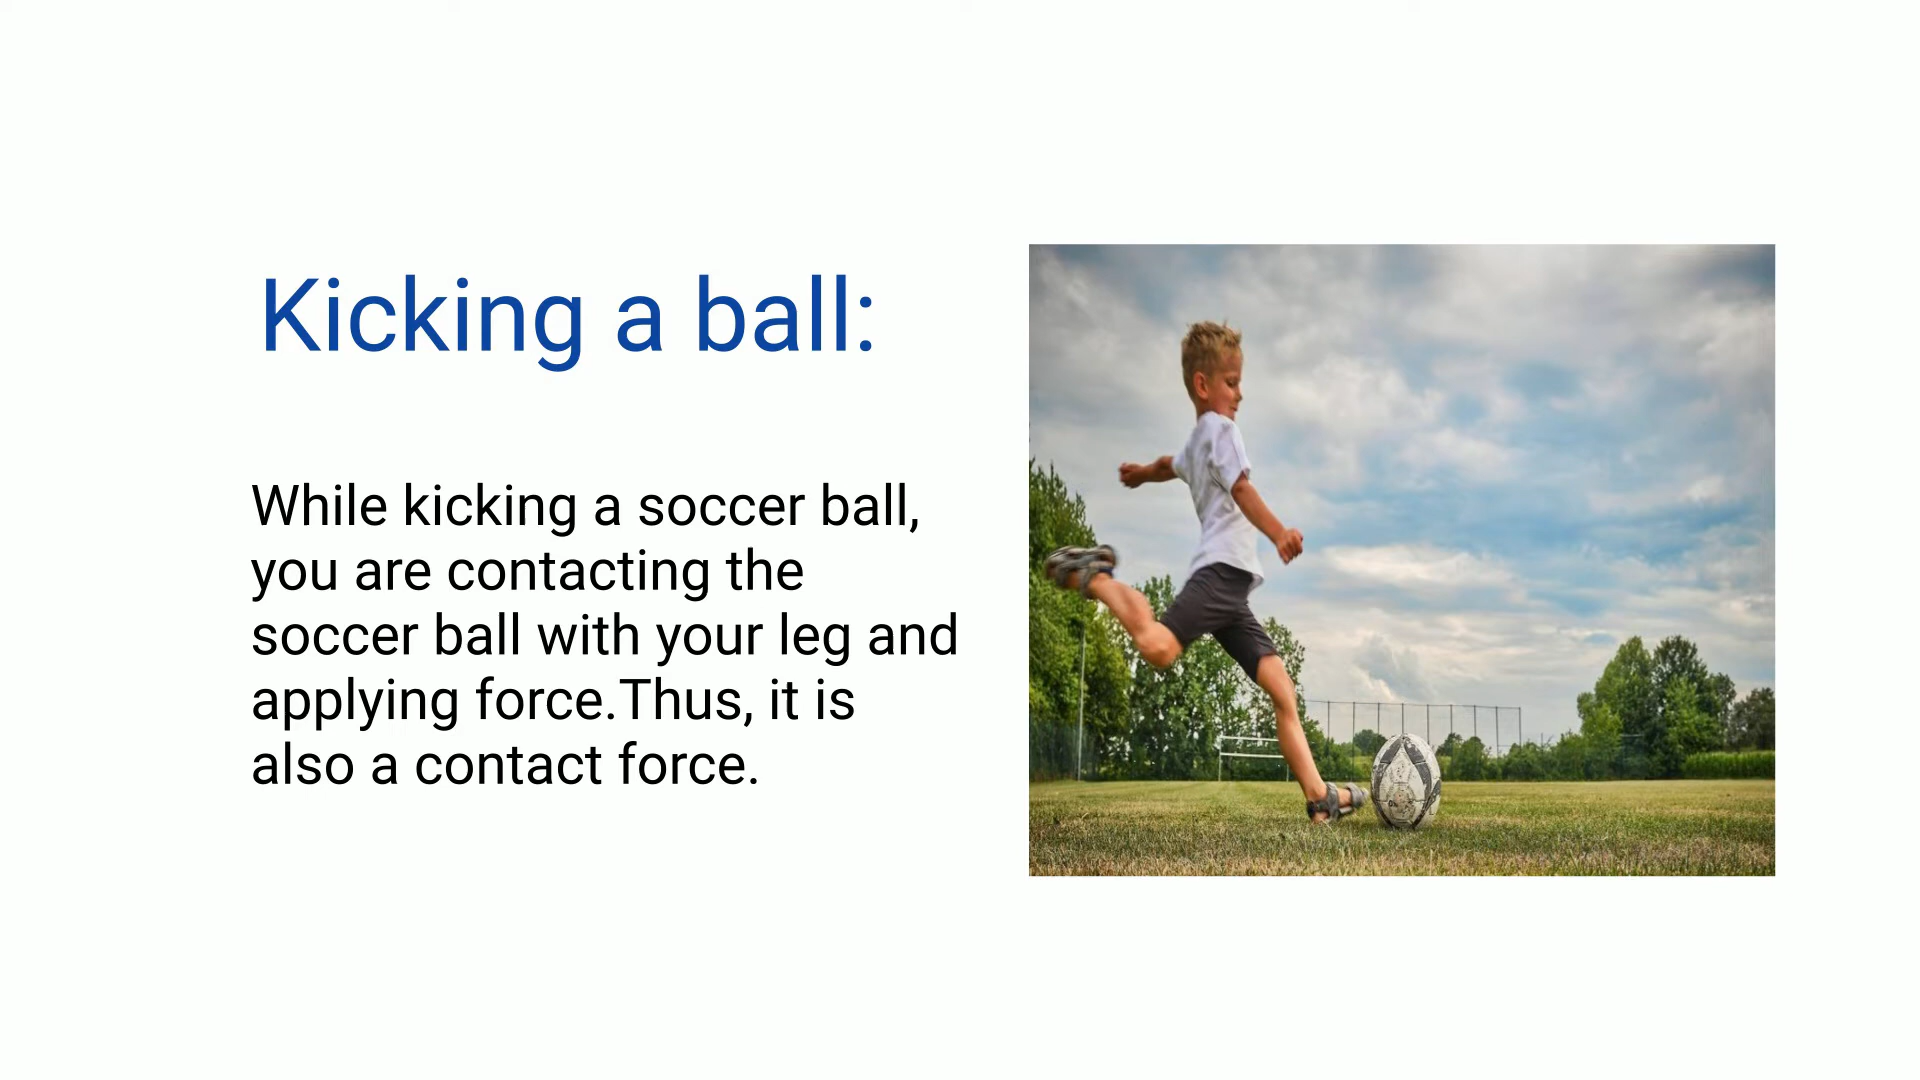 Kicking a ball:
While kicking a soccer ball,
you are contacting the
soccer ball with your leg and
applying force.Thus, it is
also a contact force.